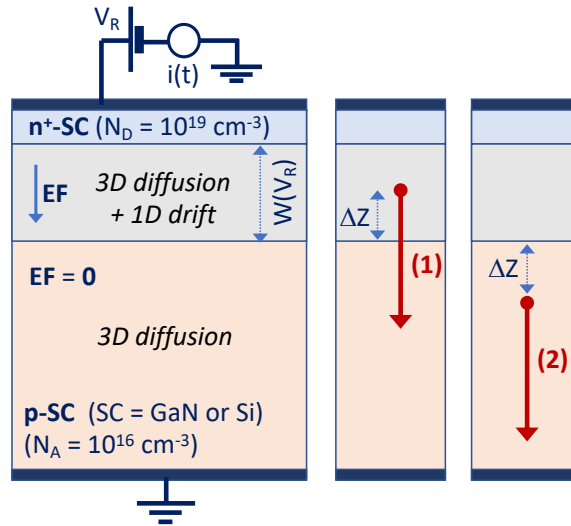 V_R
i(t)
n⁺-SC (N_D = 10¹⁹ cm⁻³)
EF
3D diffusion
+ 1D drift
W(V_R)
EF = 0
3D diffusion
p-SC (SC = GaN or Si)
(N_A = 10¹⁶ cm⁻³)
ΔZ
(1)
ΔZ
(2)